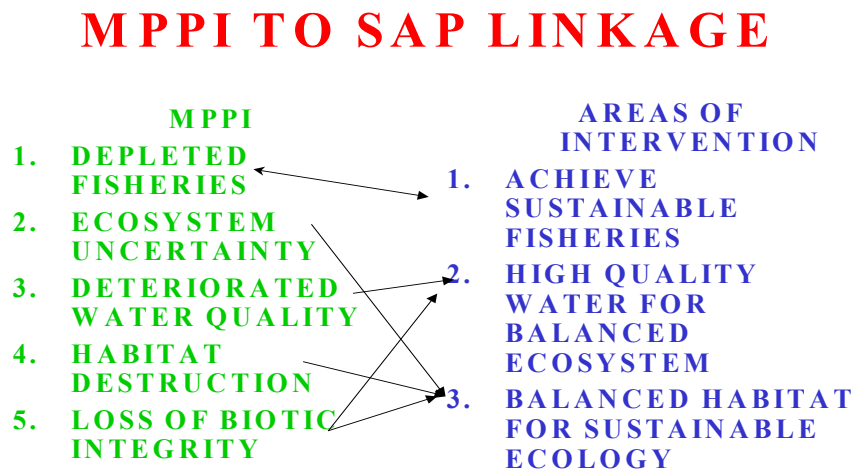 MPPI TO SAP LINKAGE
MPPI
1. DEPLETED
FISHERIES
2. ECOSYSTEM
UNCERTAINTY
3. DETERIORATED
WATER QUALITY
4. HABITAT
DESTRUCTION
5. LOSS OF BIOTIC
INTEGRITY
AREAS OF
INTERVENTION
1. ACHIEVE
SUSTAINABLE
FISHERIES
2. HIGH QUALITY
WATER FOR
BALANCED
ECOSYSTEM
3. BALANCED HABITAT
FOR SUSTAINABLE
ECOLOGY